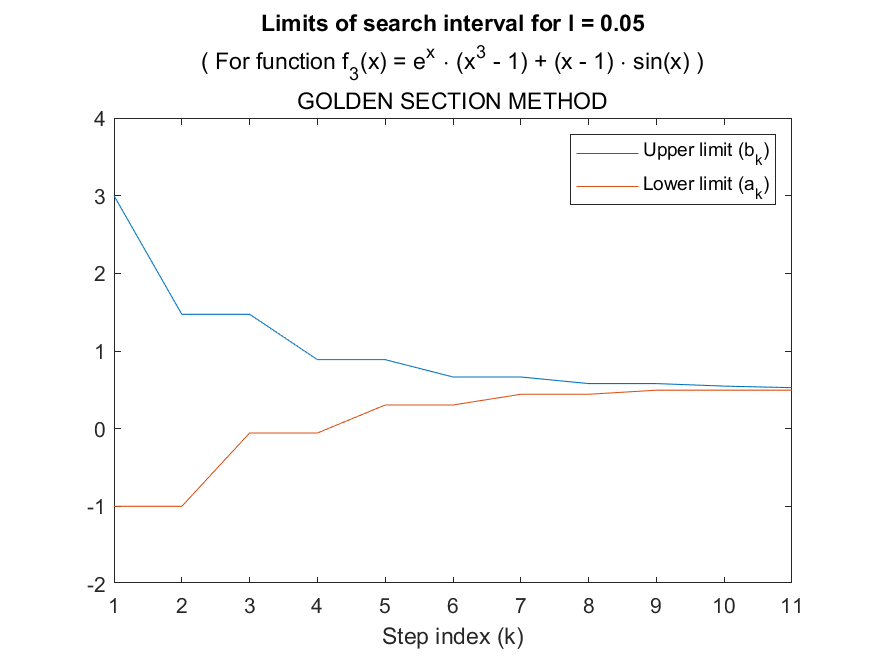 Limits of search interval for l = 0.05
( For function f₃(x) = eˣ · (x³ - 1) + (x - 1) · sin(x) )
GOLDEN SECTION METHOD
4
3
2
1
0
-1
-2
Upper limit (bₖ)
Lower limit (aₖ)
1 2 3 4 5 6 7 8 9 10 11
Step index (k)